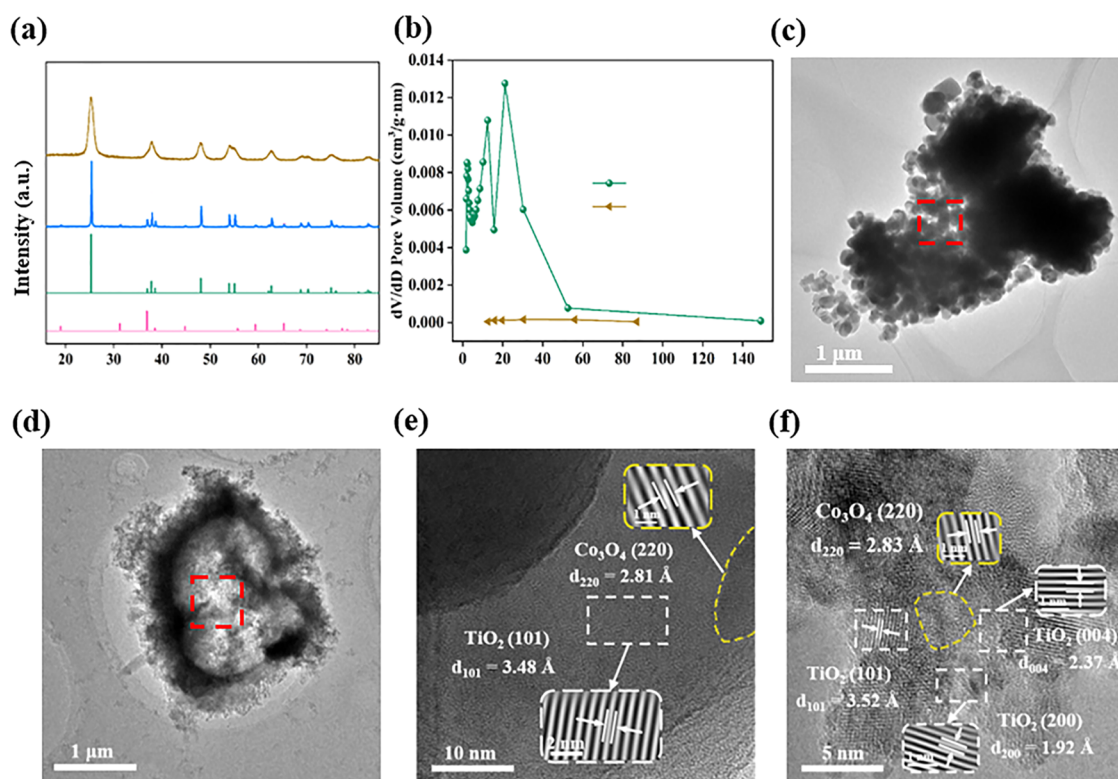 (a)
Intensity (a.u.)
20 30 40 50 60 70 80
(b)
dV/dD Pore Volume (cm³/g·nm)
0.014
0.012
0.010
0.008
0.006
0.004
0.002
0.000
0 20 40 60 80 100 120 140
(c)
1 μm
(d)
1 μm
(e)
1 nm
Co₃O₄ (220)
d₂₂₀ = 2.81 Å
TiO₂ (101)
d₁₀₁ = 3.48 Å
2 nm
10 nm
(f)
Co₃O₄ (220)
d₂₂₀ = 2.83 Å
1 nm
TiO₂ (004)
d₀₀₄ = 2.37 Å
TiO₂ (101)
d₁₀₁ = 3.52 Å
TiO₂ (200)
d₂₀₀ = 1.92 Å
5 nm